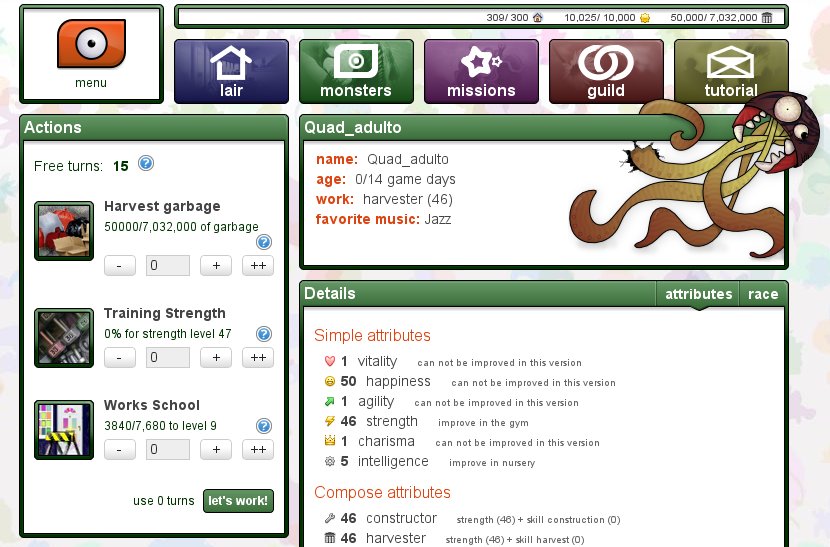 309/ 300 10,025/ 10,000 50,000/ 7,032,000
menu
lair monsters missions guild tutorial
Actions
Free turns: 15
Harvest garbage
50000/7,032,000 of garbage
- 0 + ++
Training Strength
0% for strength level 47
- 0 + ++
Works School
3840/7,680 to level 9
- 0 + ++
use 0 turns let's work!
Quad_adulto
name: Quad_adulto
age: 0/14 game days
work: harvester (46)
favorite music: Jazz
Details attributes race
Simple attributes
1 vitality can not be improved in this version
50 happiness can not be improved in this version
1 agility can not be improved in this version
46 strength improve in the gym
1 charisma can not be improved in this version
5 intelligence improve in nursery
Compose attributes
46 constructor strength (46) + skill construction (0)
46 harvester strength (46) + skill harvest (0)